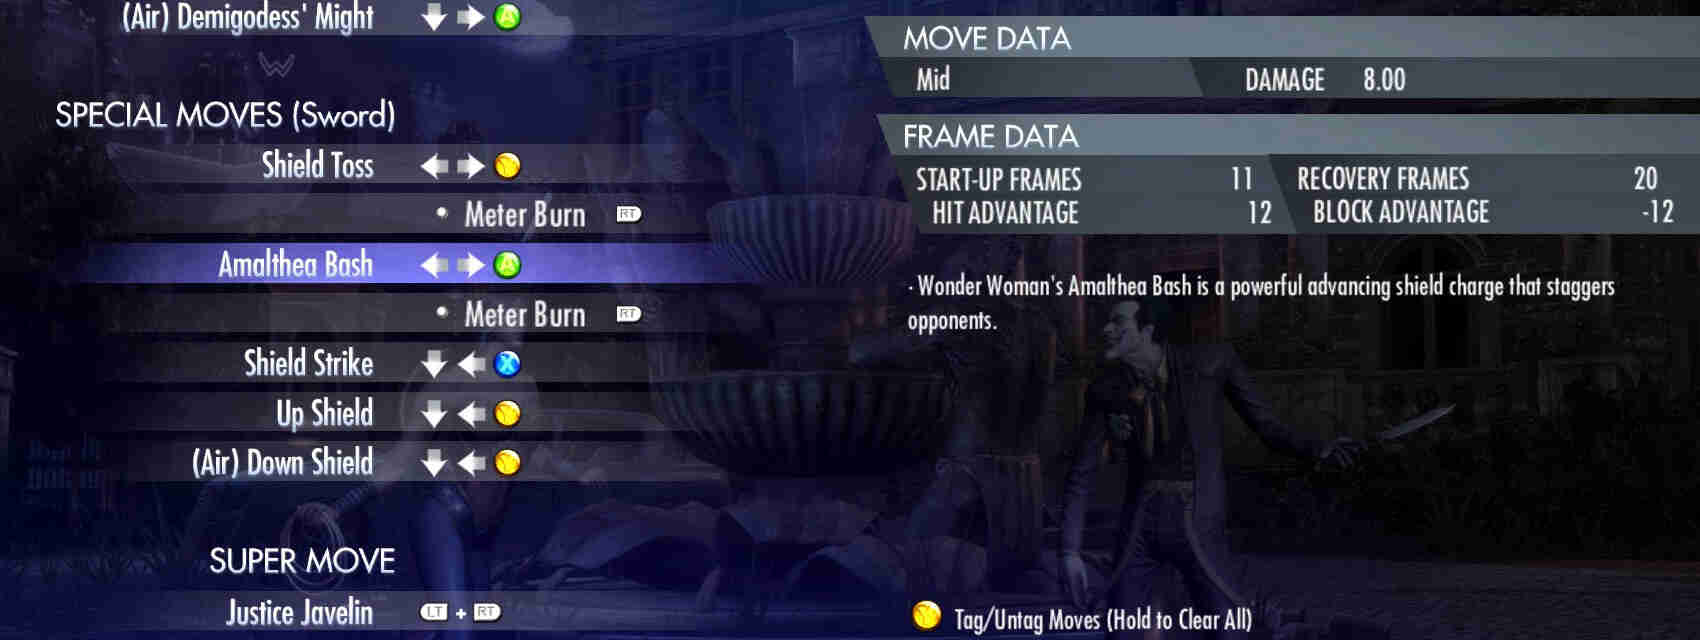 (Air) Demigodess' Might A
SPECIAL MOVES (Sword)
Shield Toss Y
• Meter Burn RT
Amalthea Bash A
• Meter Burn RT
Shield Strike X
Up Shield Y
(Air) Down Shield Y
SUPER MOVE
Justice Javelin LT + RT
MOVE DATA
Mid DAMAGE 8.00
FRAME DATA
START-UP FRAMES 11 RECOVERY FRAMES 20
HIT ADVANTAGE 12 BLOCK ADVANTAGE -12
· Wonder Woman's Amalthea Bash is a powerful advancing shield charge that staggers
opponents.
Y Tag/Untag Moves (Hold to Clear All)